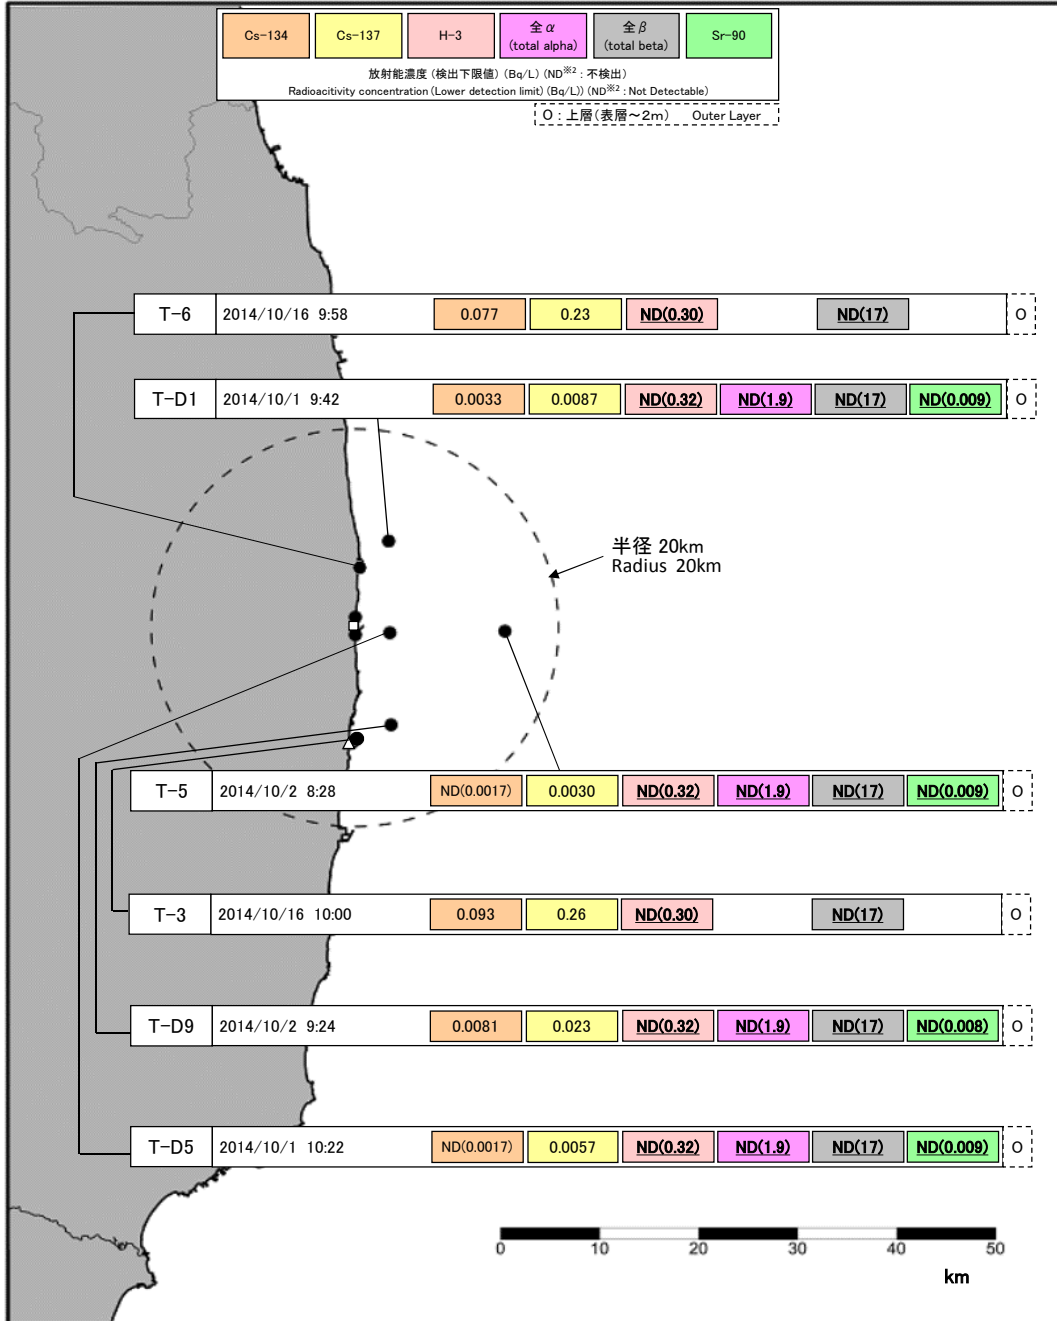 Cs-134 Cs-137 H-3 全α (total alpha) 全β (total beta) Sr-90
放射能濃度 (検出下限値) (Bq/L) (ND※2 : 不検出)
Radioacitivity concentration (Lower detection limit) (Bq/L)) (ND※2 : Not Detectable)
O : 上層(表層~2m) Outer Layer
T-6 2014/10/16 9:58 0.077 0.23 ND(0.30) ND(17) O
T-D1 2014/10/1 9:42 0.0033 0.0087 ND(0.32) ND(1.9) ND(17) ND(0.009) O
半径 20km
Radius 20km
T-5 2014/10/2 8:28 ND(0.0017) 0.0030 ND(0.32) ND(1.9) ND(17) ND(0.009) O
T-3 2014/10/16 10:00 0.093 0.26 ND(0.30) ND(17) O
T-D9 2014/10/2 9:24 0.0081 0.023 ND(0.32) ND(1.9) ND(17) ND(0.008) O
T-D5 2014/10/1 10:22 ND(0.0017) 0.0057 ND(0.32) ND(1.9) ND(17) ND(0.009) O
0 10 20 30 40 50
km